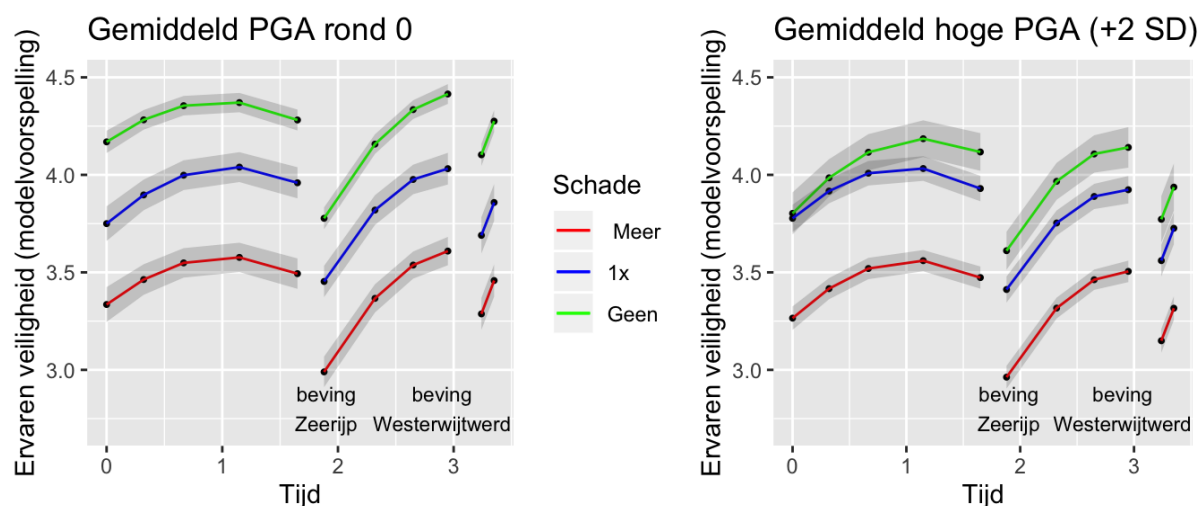 Gemiddeld PGA rond 0
Ervaren veiligheid (modelvoorspelling)
4.5
4.0
3.5
3.0
beving
Zeerijp
beving
Westerwijtwerd
0
1
2
3
Tijd
Schade
Meer
1x
Geen
Gemiddeld hoge PGA (+2 SD)
Ervaren veiligheid (modelvoorspelling)
4.5
4.0
3.5
3.0
beving
Zeerijp
beving
Westerwijtwerd
0
1
2
3
Tijd